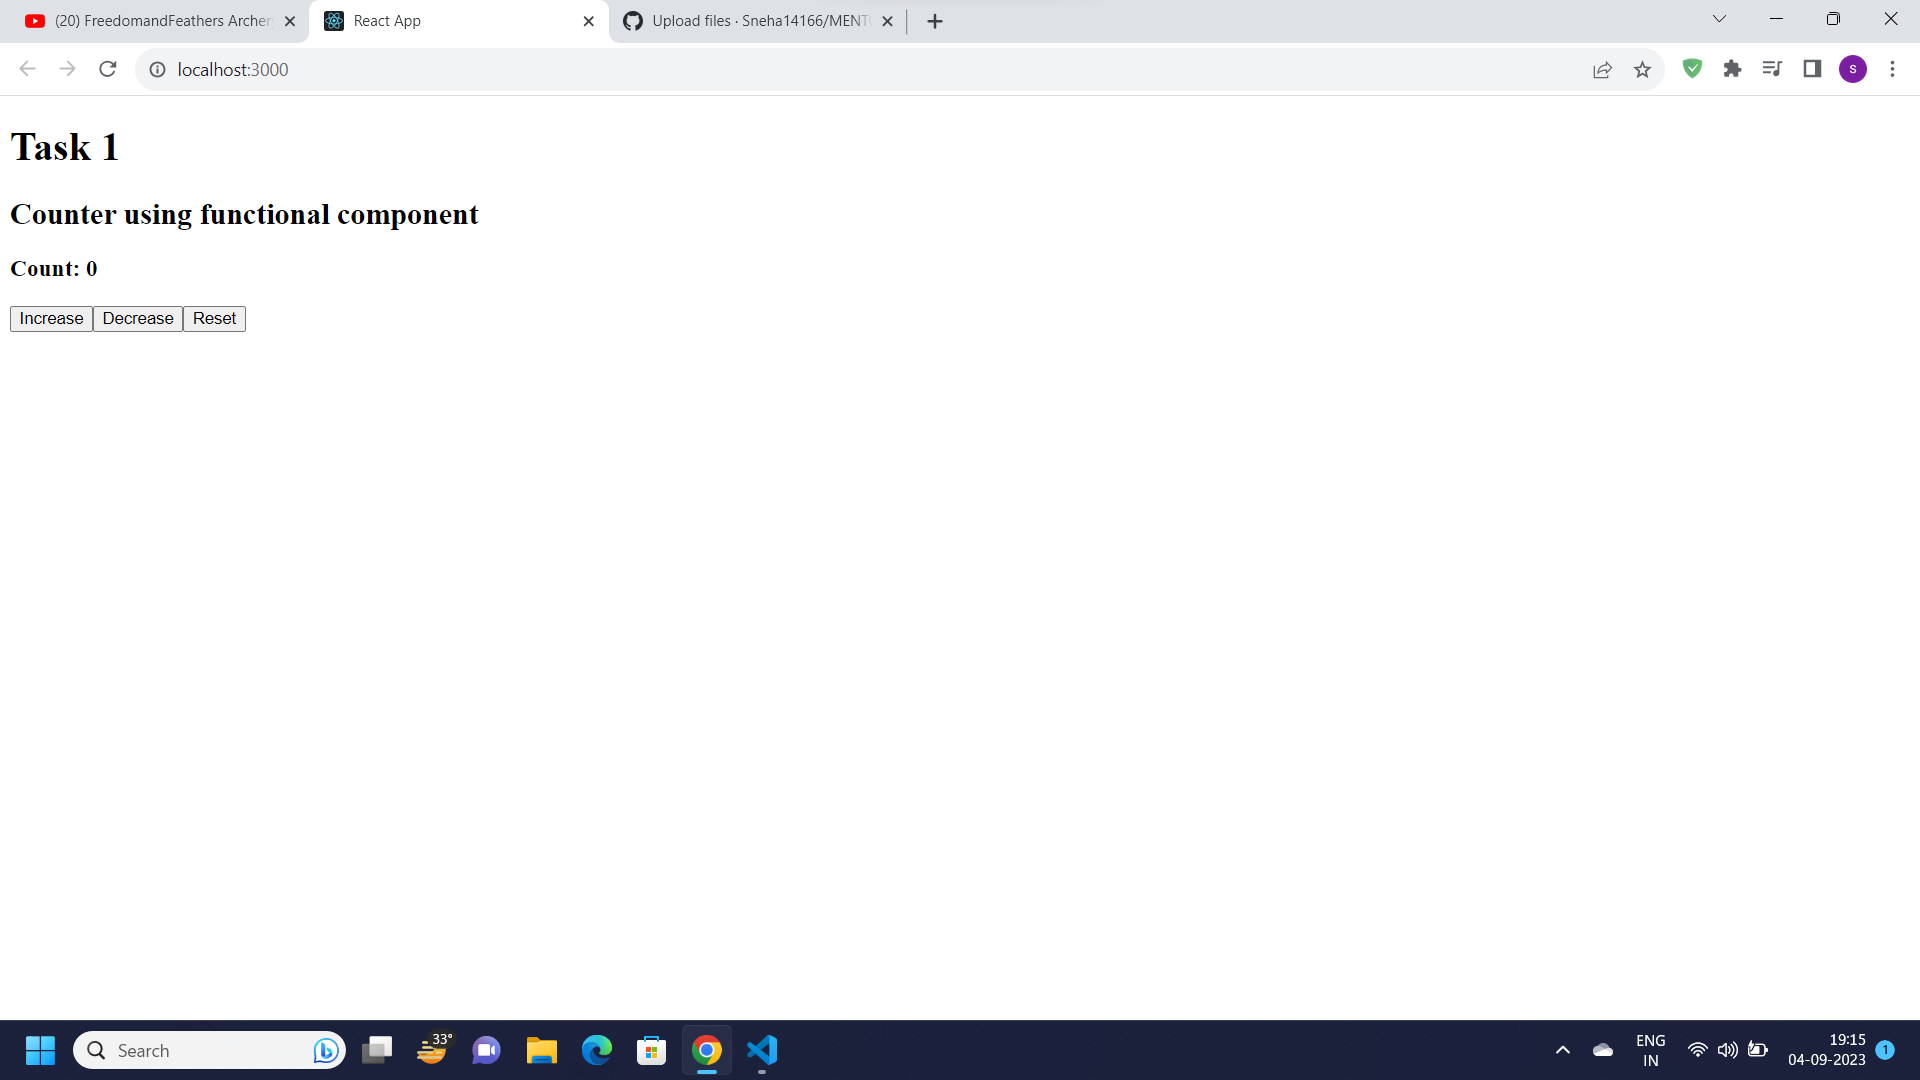 (20) FreedomandFeathers Archer
React App
Upload files · Sneha14166/MENT
localhost:3000
S
Task 1
Counter using functional component
Count: 0
Increase Decrease Reset
Search
33°
ENG
IN
19:15
04-09-2023
1